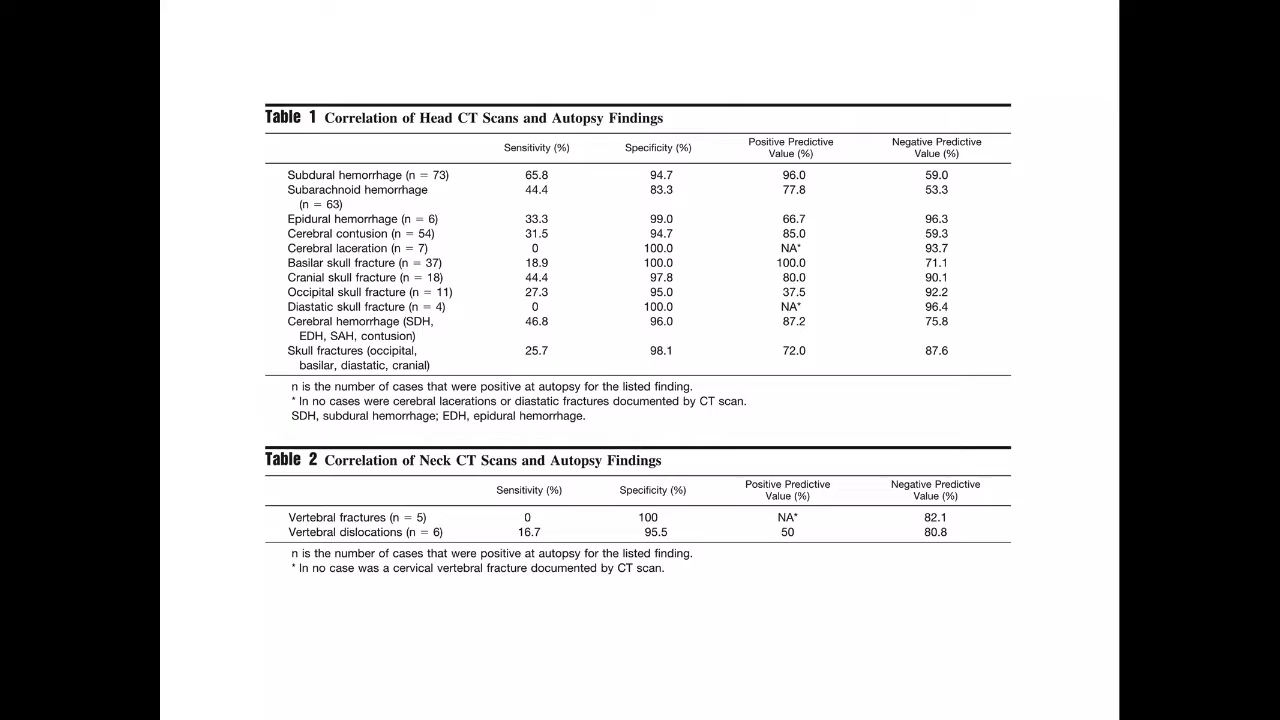 Table 1 Correlation of Head CT Scans and Autopsy Findings
Sensitivity (%) Specificity (%) Positive Predictive Value (%) Negative Predictive Value (%)
Subdural hemorrhage (n = 73) 65.8 94.7 96.0 59.0
Subarachnoid hemorrhage 44.4 83.3 77.8 53.3
(n = 63)
Epidural hemorrhage (n = 6) 33.3 99.0 66.7 96.3
Cerebral contusion (n = 54) 31.5 94.7 85.0 59.3
Cerebral laceration (n = 7) 0 100.0 NA* 93.7
Basilar skull fracture (n = 37) 18.9 100.0 100.0 71.1
Cranial skull fracture (n = 18) 44.4 97.8 80.0 90.1
Occipital skull fracture (n = 11) 27.3 95.0 37.5 92.2
Diastatic skull fracture (n = 4) 0 100.0 NA* 96.4
Cerebral hemorrhage (SDH, 46.8 96.0 87.2 75.8
EDH, SAH, contusion)
Skull fractures (occipital, 25.7 98.1 72.0 87.6
basilar, diastatic, cranial)
n is the number of cases that were positive at autopsy for the listed finding.
* In no cases were cerebral lacerations or diastatic fractures documented by CT scan.
SDH, subdural hemorrhage; EDH, epidural hemorrhage.
Table 2 Correlation of Neck CT Scans and Autopsy Findings
Sensitivity (%) Specificity (%) Positive Predictive Value (%) Negative Predictive Value (%)
Vertebral fractures (n = 5) 0 100 NA* 82.1
Vertebral dislocations (n = 6) 16.7 95.5 50 80.8
n is the number of cases that were positive at autopsy for the listed finding.
* In no case was a cervical vertebral fracture documented by CT scan.